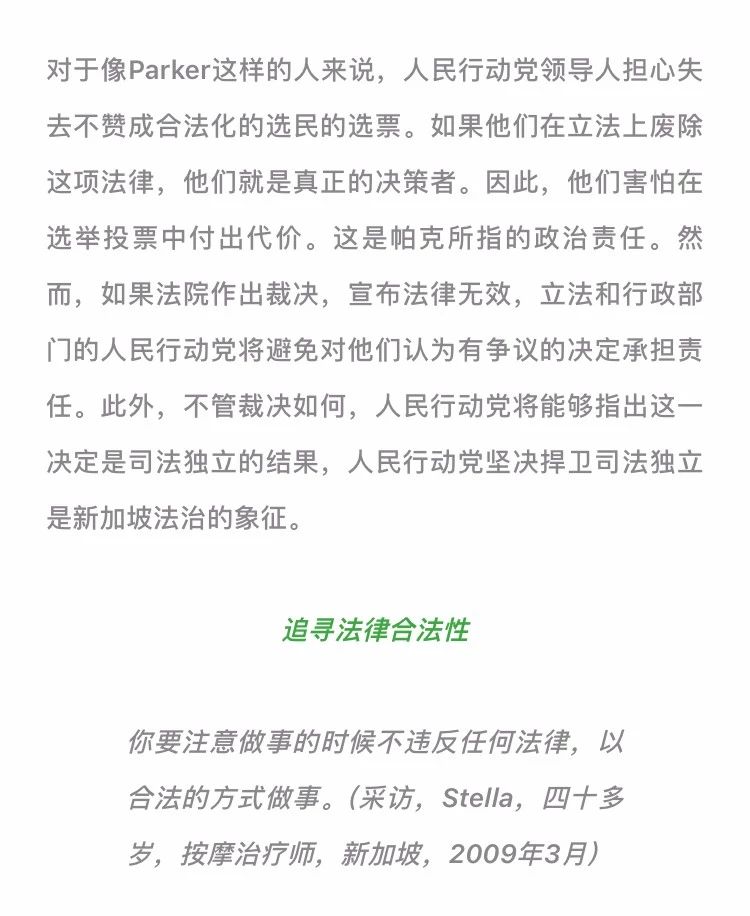 对于像Parker这样的人来说，人民行动党领导人担心失
去不赞成合法化的选民的选票。如果他们在立法上废除
这项法律，他们就是真正的决策者。因此，他们害怕在
选举投票中付出代价。这是帕克所指的政治责任。然
而，如果法院作出裁决，宣布法律无效，立法和行政部
门的人民行动党将避免对他们认为有争议的决定承担责
任。此外，不管裁决如何，人民行动党将能够指出这一
决定是司法独立的结果，人民行动党坚决捍卫司法独立
是新加坡法治的象征。
追寻法律合法性
你要注意做事的时候不违反任何法律，以
合法的方式做事。（采访，Stella，四十多
岁，按摩治疗师，新加坡，2009年3月）